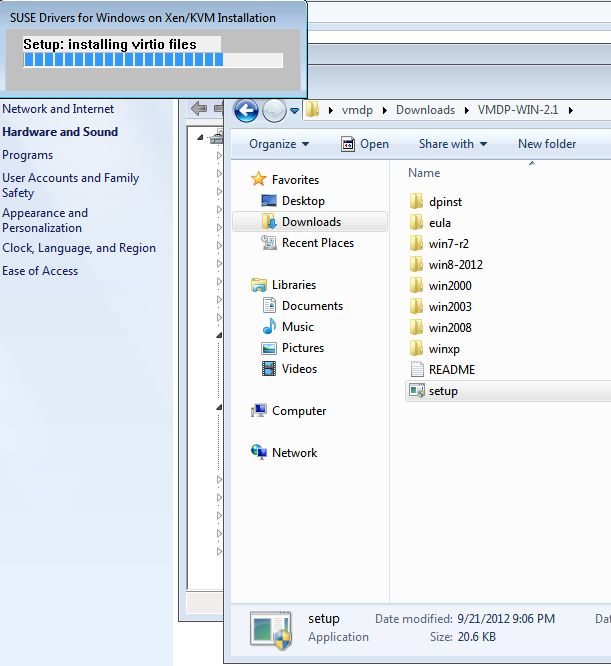 SUSE Drivers for Windows on Xen/KVM Installation
Setup: installing virtio files
Network and Internet
Hardware and Sound
Programs
User Accounts and Family
Safety
Appearance and
Personalization
Clock, Language, and Region
Ease of Access
vmdp Downloads VMDP-WIN-2.1
Organize Open Share with New folder
Favorites
Desktop
Downloads
Recent Places
Libraries
Documents
Music
Pictures
Videos
Computer
Network
Name
dpinst
eula
win7-r2
win8-2012
win2000
win2003
win2008
winxp
README
setup
setup Date modified: 9/21/2012 9:06 PM Da
Application Size: 20.6 KB